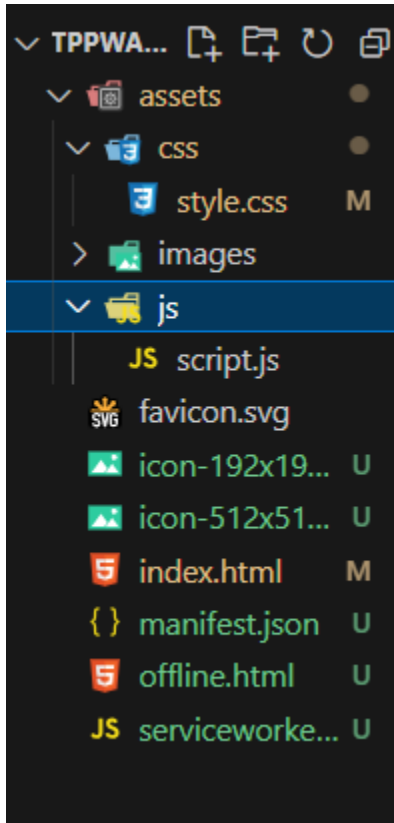 TPPWA...
assets
css
style.css M
images
js
JS script.js
SVG favicon.svg
icon-192x19... U
icon-512x51... U
index.html M
{ } manifest.json U
offline.html U
JS serviceworke... U